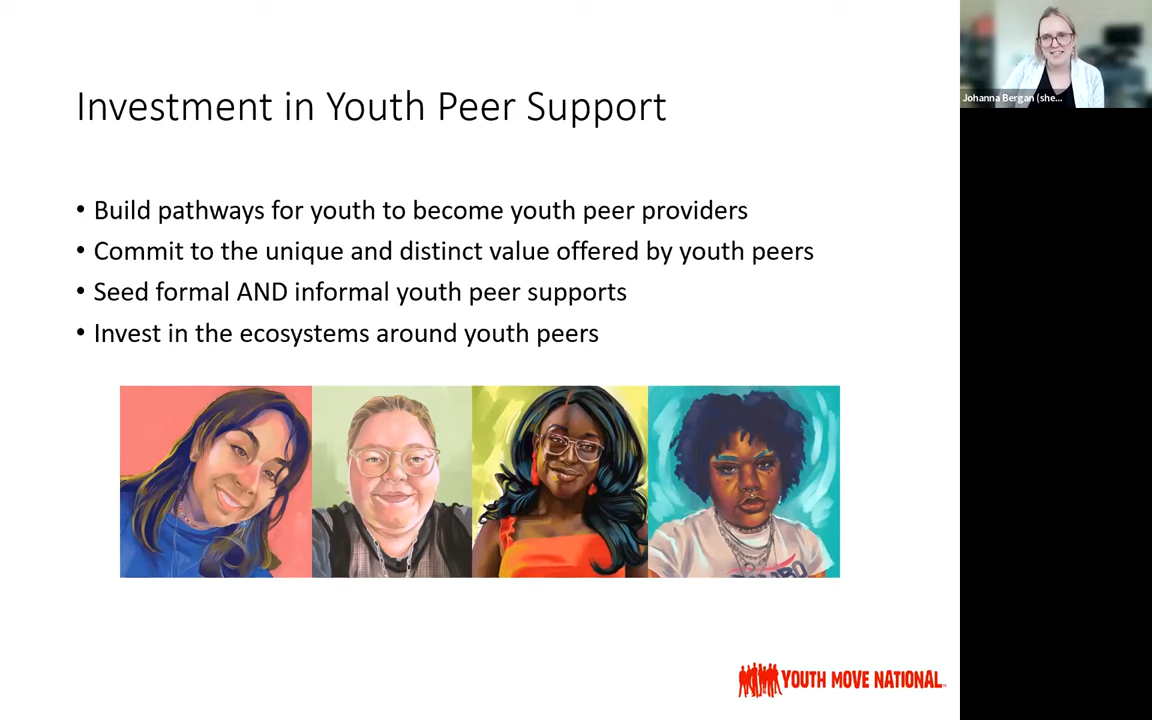 Investment in Youth Peer Support
• Build pathways for youth to become youth peer providers
• Commit to the unique and distinct value offered by youth peers
• Seed formal AND informal youth peer supports
• Invest in the ecosystems around youth peers
YOUTH MOVE NATIONAL
Johanna Bergan (she...